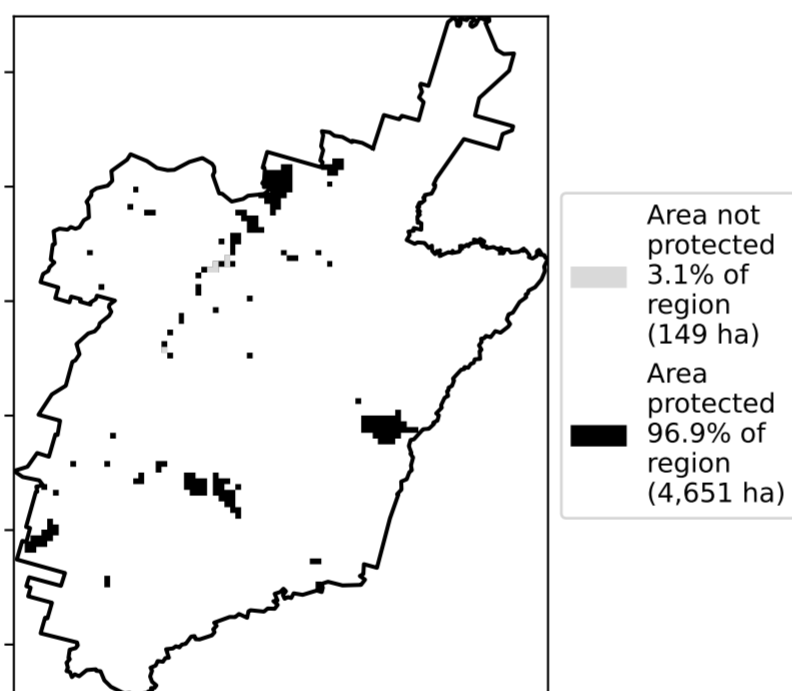 Area not
protected
3.1% of
region
(149 ha)
Area
protected
96.9% of
region
(4,651 ha)